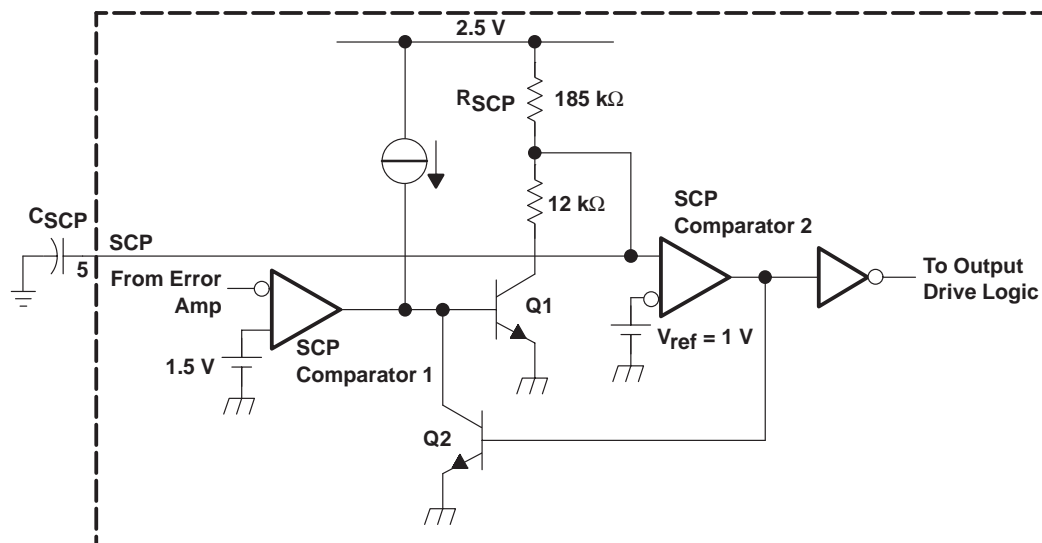 2.5 V
RSCP
185 kΩ
12 kΩ
CSCP
SCP
5
From Error
Amp
1.5 V
SCP
Comparator 1
Q1
Q2
SCP
Comparator 2
Vref = 1 V
To Output
Drive Logic